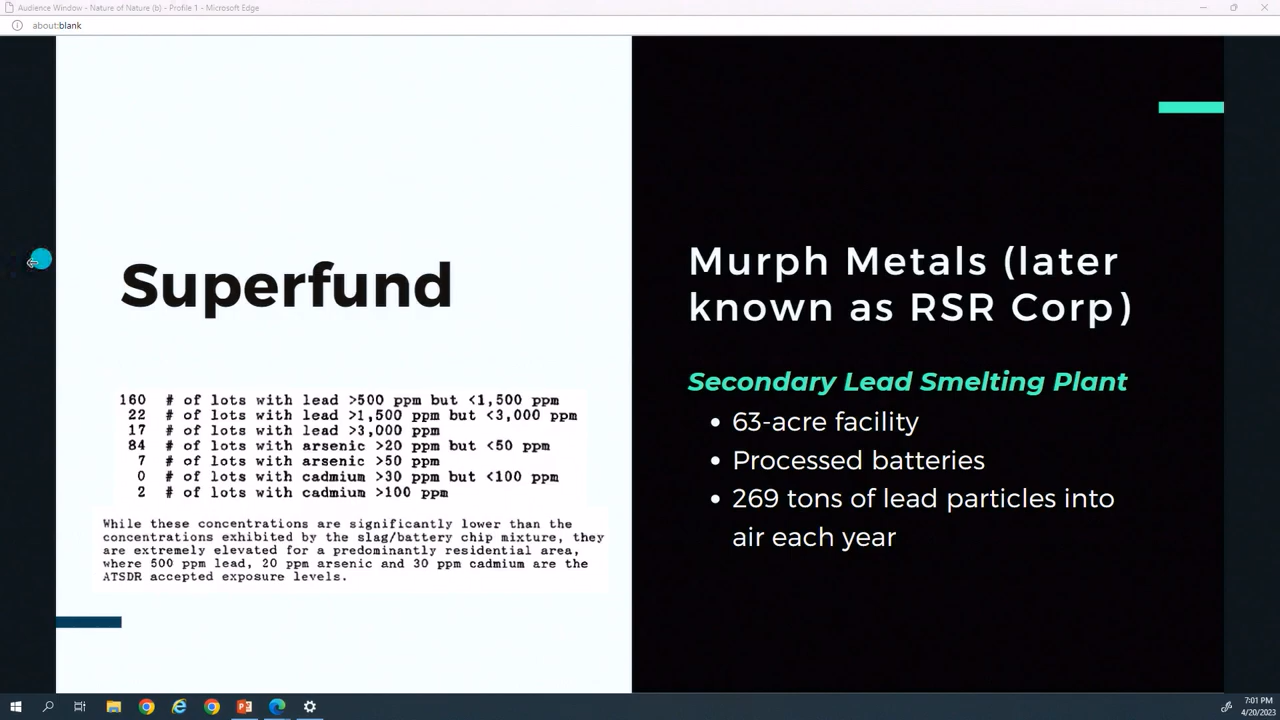 Audience Window - Nature of Nature (b) - Profile 1 - Microsoft Edge
about:blank
Superfund
160 # of lots with lead >500 ppm but <1,500 ppm
22 # of lots with lead >1,500 ppm but <3,000 ppm
17 # of lots with lead >3,000 ppm
84 # of lots with arsenic >20 ppm but <50 ppm
7 # of lots with arsenic >50 ppm
0 # of lots with cadmium >30 ppm but <100 ppm
2 # of lots with cadmium >100 ppm
While these concentrations are significantly lower than the
concentrations exhibited by the slag/battery chip mixture, they
are extremely elevated for a predominantly residential area,
where 500 ppm lead, 20 ppm arsenic and 30 ppm cadmium are the
ATSDR accepted exposure levels.
Murph Metals (later
known as RSR Corp)
Secondary Lead Smelting Plant
• 63-acre facility
• Processed batteries
• 269 tons of lead particles into
air each year
7:01 PM
4/20/2023